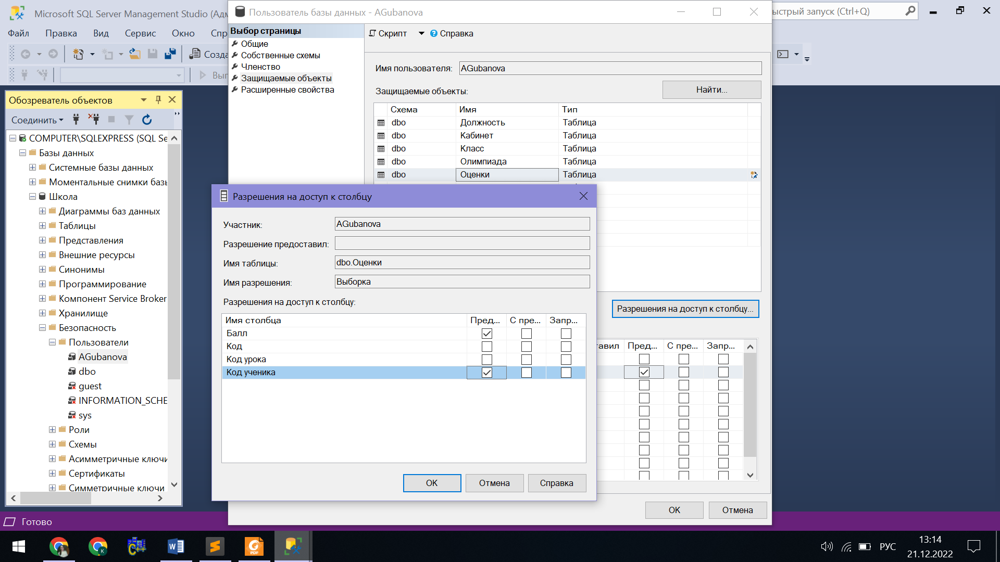 Microsoft SQL Server Management Studio (Адм
Пользователь базы данных - AGubanova
ыстрый запуск (Ctrl+Q)
Файл Правка Вид Сервис Окно Спр
Выбор страницы
Общие
Собственные схемы
Членство
Защищаемые объекты
Расширенные свойства
Скрипт Справка
Созда
Вып
Имя пользователя: AGubanova
Защищаемые объекты: Найти...
Схема Имя Тип
dbo Должность Таблица
dbo Кабинет Таблица
dbo Класс Таблица
dbo Олимпиада Таблица
dbo Оценки Таблица
Обозреватель объектов
Соединить
COMPUTER\SQLEXPRESS (SQL Se
Базы данных
Системные базы данных
Моментальные снимки базы
Школа
Диаграммы баз данных
Таблицы
Представления
Внешние ресурсы
Синонимы
Программирование
Компонент Service Broker
Хранилище
Безопасность
Пользователи
AGubanova
dbo
guest
INFORMATION_SCHE
sys
Роли
Схемы
Асимметричные ключи
Сертификаты
Симметричные ключи
Разрешения на доступ к столбцу
Участник: AGubanova
Разрешение предоставил:
Имя таблицы: dbo.Оценки
Имя разрешения: Выборка
Разрешения на доступ к столбцу:
Имя столбца Пред... С пре... Запр...
Балл
Код
Код урока
Код ученика
OK Отмена Справка
Разрешения на доступ к столбцу...
авил Пред... С пре... Запр...
OK Отмена
Готово
РУС
13:14
21.12.2022